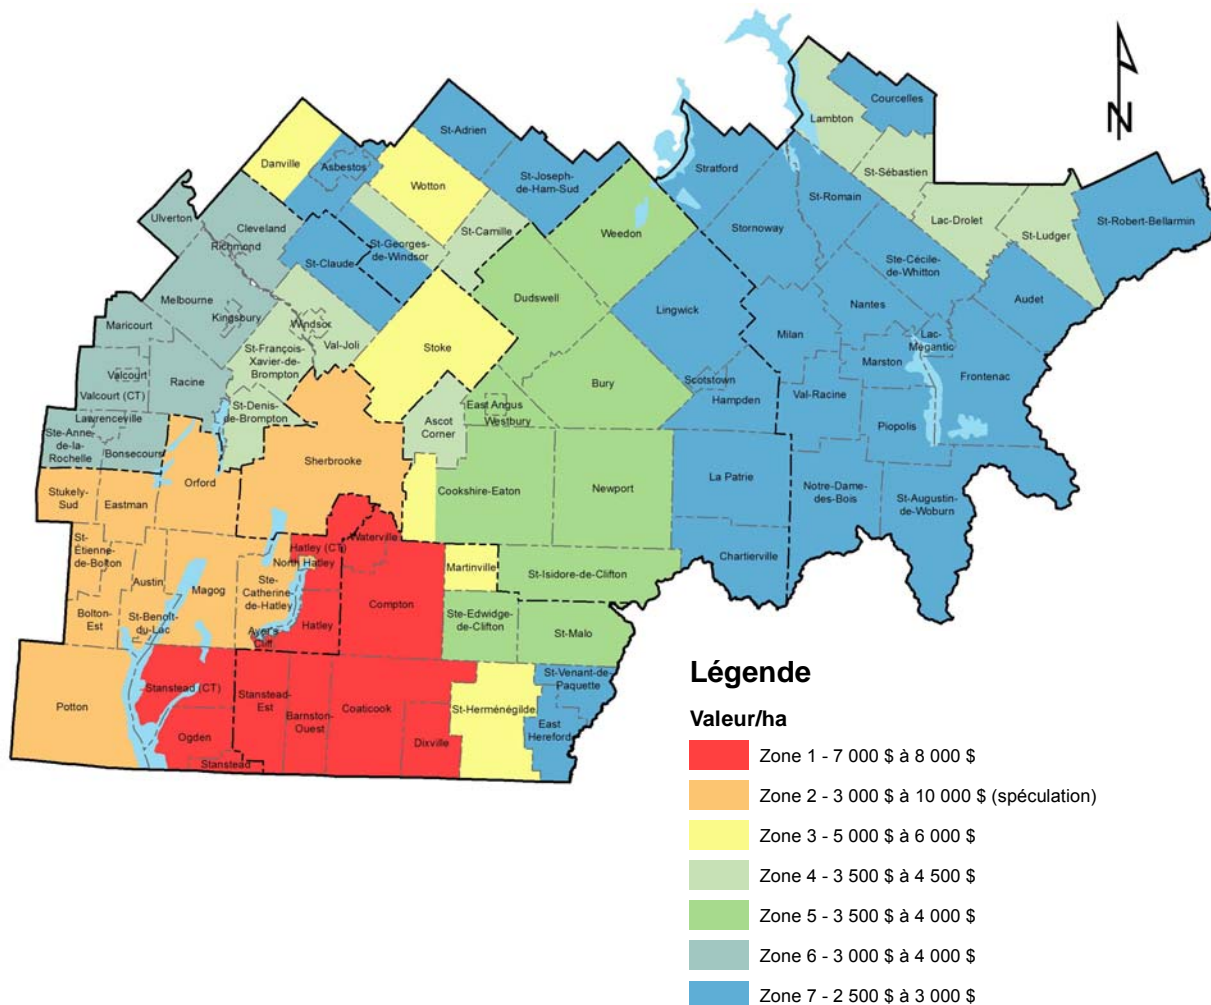 N
Courcelles
Lambton
St-Sébastien
Lac-Drolet
St-Ludger
St-Robert-Bellarmin
St-Adrien
St-Joseph-
de-Ham-Sud
Stratford
St-Romain
Danville
Asbestos
Wotton
Stornoway
Weedon
St-Camille
St-Georges-
de-Windsor
Ulverton
Cleveland
Richmond
St-Claude
Ste-Cécile-
de-Whitton
Audet
Nantes
Dudswell
Lingwick
Melbourne
Kingsbury
Maricourt
Windsor
Val-Joli
St-François-
Xavier-de-
Brompton
Stoke
Milan
Lac-
Mégantic
Marston
Frontenac
Valcourt
Racine
Valcourt (CT)
Bury
Scotstown
Hampden
Val-Racine
Piopolis
St-Denis-
de-Brompton
Lawrenceville
Ste-Anne-
de-la-
Rochelle
Bonsecours
Ascot
Corner
East Angus
Westbury
Sherbrooke
Orford
Stukely-
Sud
Eastman
Cookshire-Eaton
Newport
La Patrie
Notre-Dame-
des-Bois
St-Augustin-
de-Woburn
Chartierville
St-
Étienne-
de-Bolton
Austin
Magog
Hatley (CT)
Waterville
North Hatley
Ste-
Catherine-
de-Hatley
Martinville
St-Isidore-de-Clifton
Compton
Bolton-
Est
St-Benoît-
du-Lac
Ayer's
Cliff
Hatley
Ste-Edwidge-
de-Clifton
St-Malo
Potton
Stanstead (CT)
Stanstead-
Est
Barnston-
Ouest
Coaticook
Ogden
Stanstead
Dixville
St-Herménégilde
St-Venant-de-
Paquette
East
Hereford
Légende
Valeur/ha
Zone 1 - 7 000 $ à 8 000 $
Zone 2 - 3 000 $ à 10 000 $ (spéculation)
Zone 3 - 5 000 $ à 6 000 $
Zone 4 - 3 500 $ à 4 500 $
Zone 5 - 3 500 $ à 4 000 $
Zone 6 - 3 000 $ à 4 000 $
Zone 7 - 2 500 $ à 3 000 $